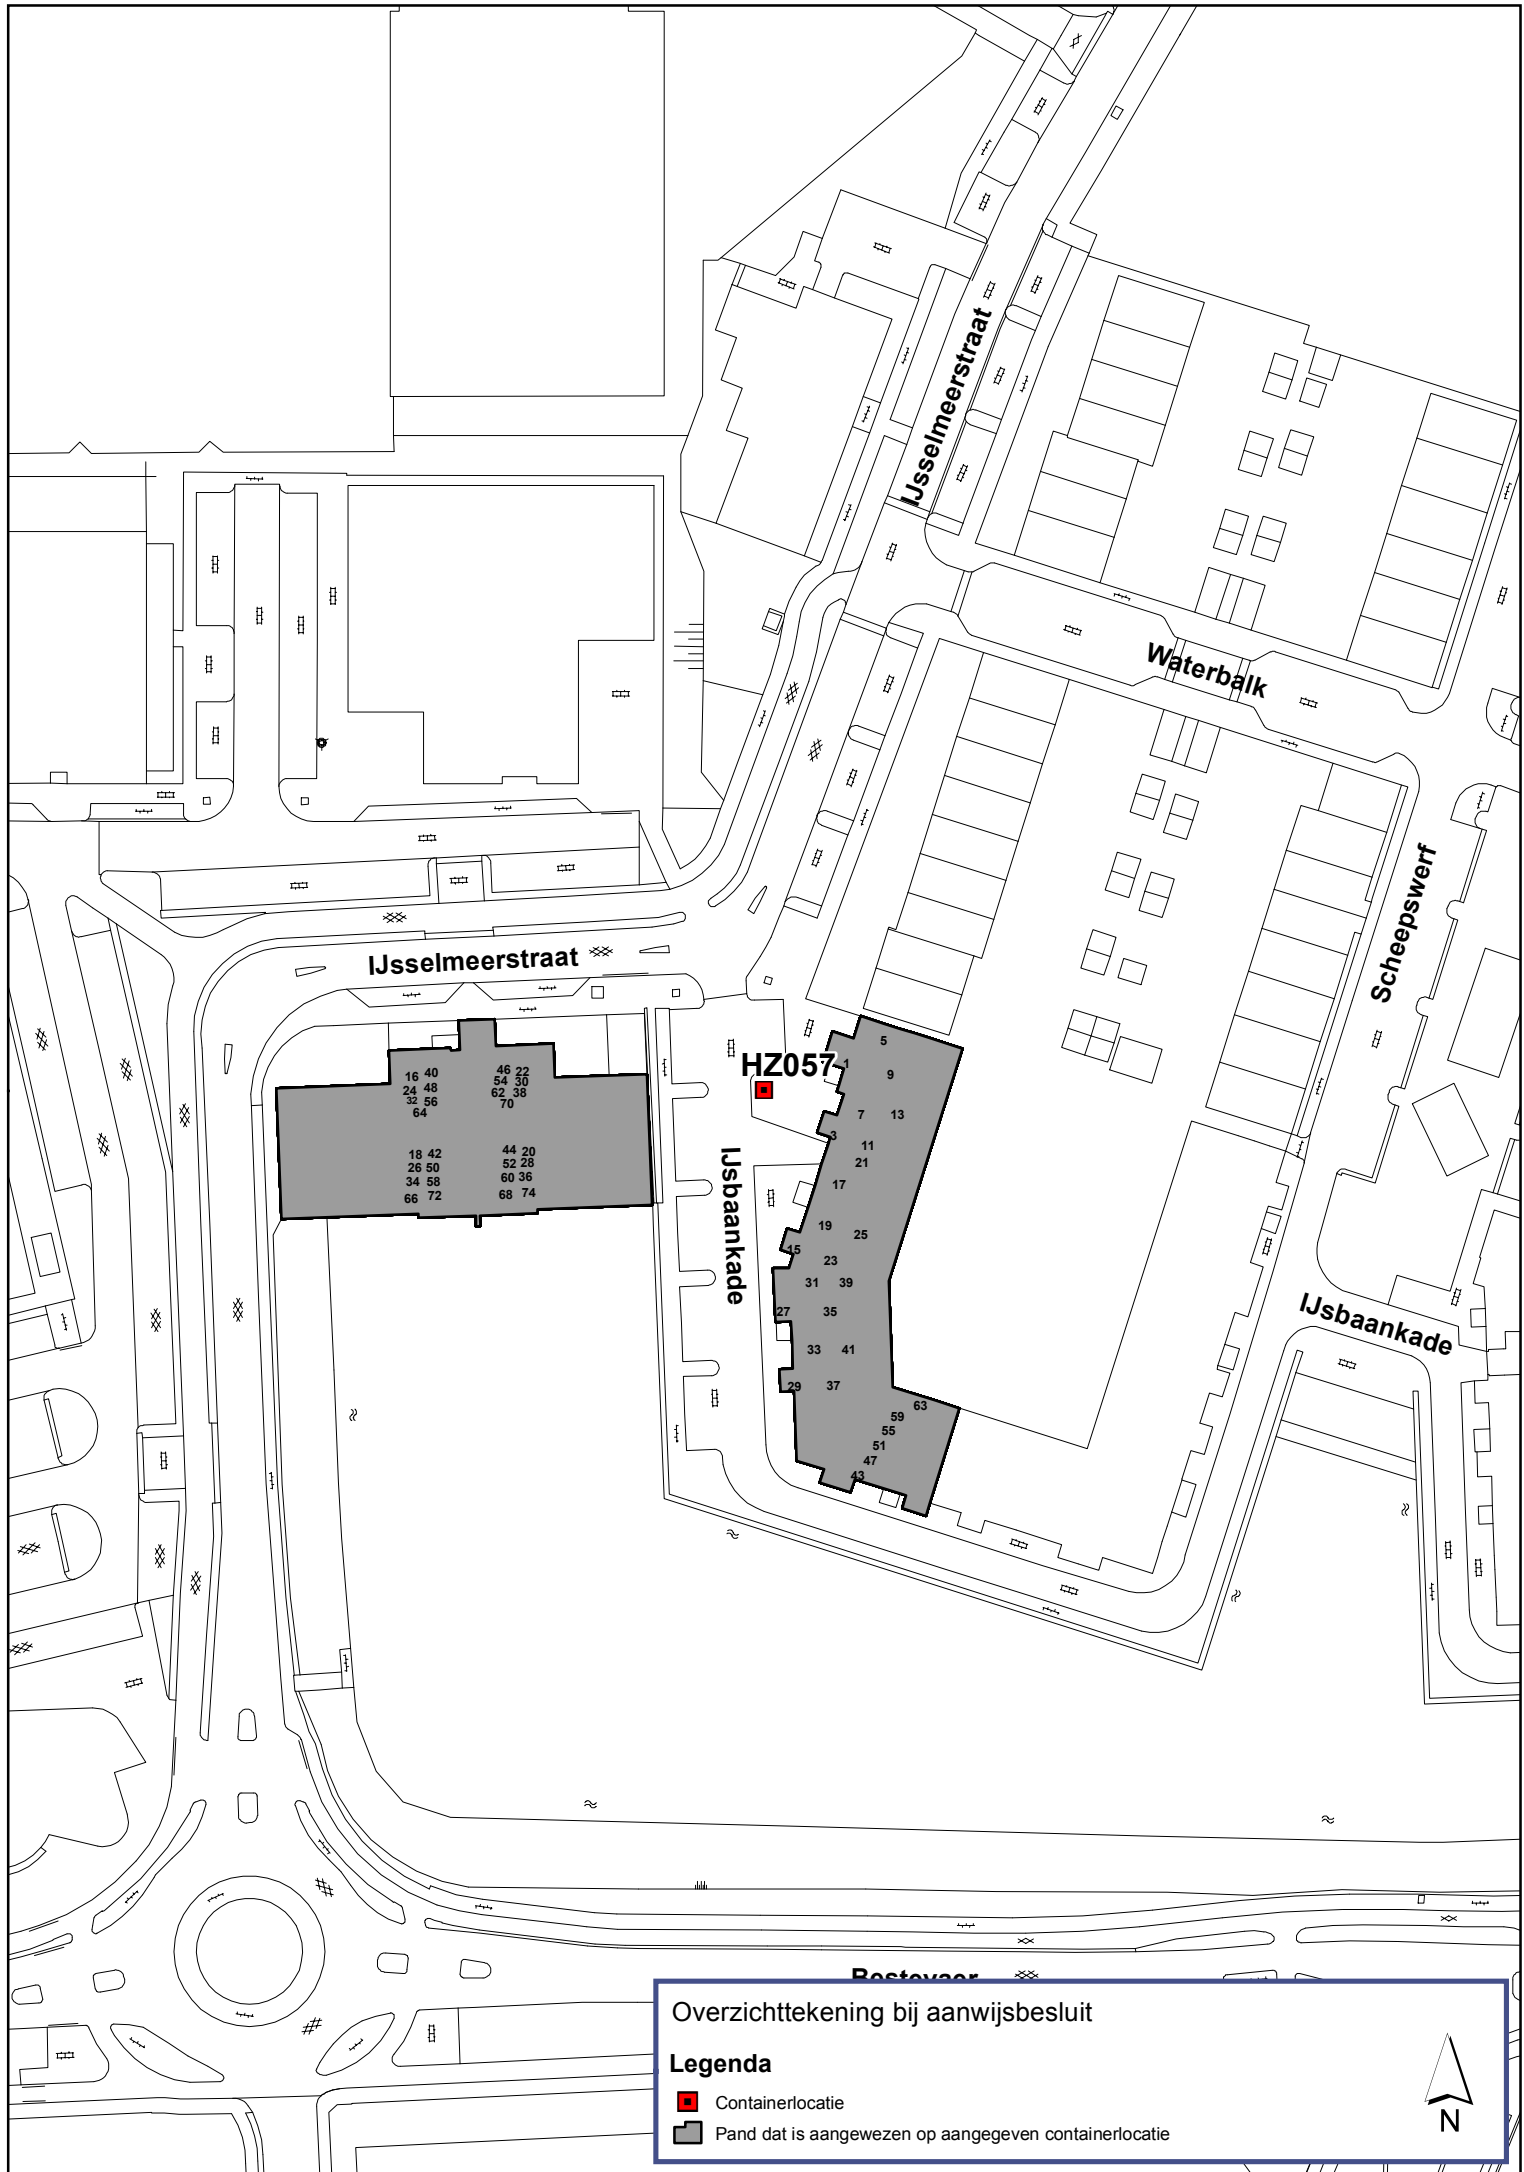 IJsselmeerstraat
Waterbalk
Scheepswerf
IJsselmeerstraat
HZ057
IJsbaankade
IJsbaankade
16 40
24 48
32 56
64
46 22
54 30
62 38
70
18 42
26 50
34 58
66 72
44 20
52 28
60 36
68 74
5
1
9
7 13
3
11
21
17
19
25
15
23
31 39
27 35
33 41
29 37
63
59
55
51
47
43
Bestevaer
Overzichttekening bij aanwijsbesluit
Legenda
Containerlocatie
Pand dat is aangewezen op aangegeven containerlocatie
N